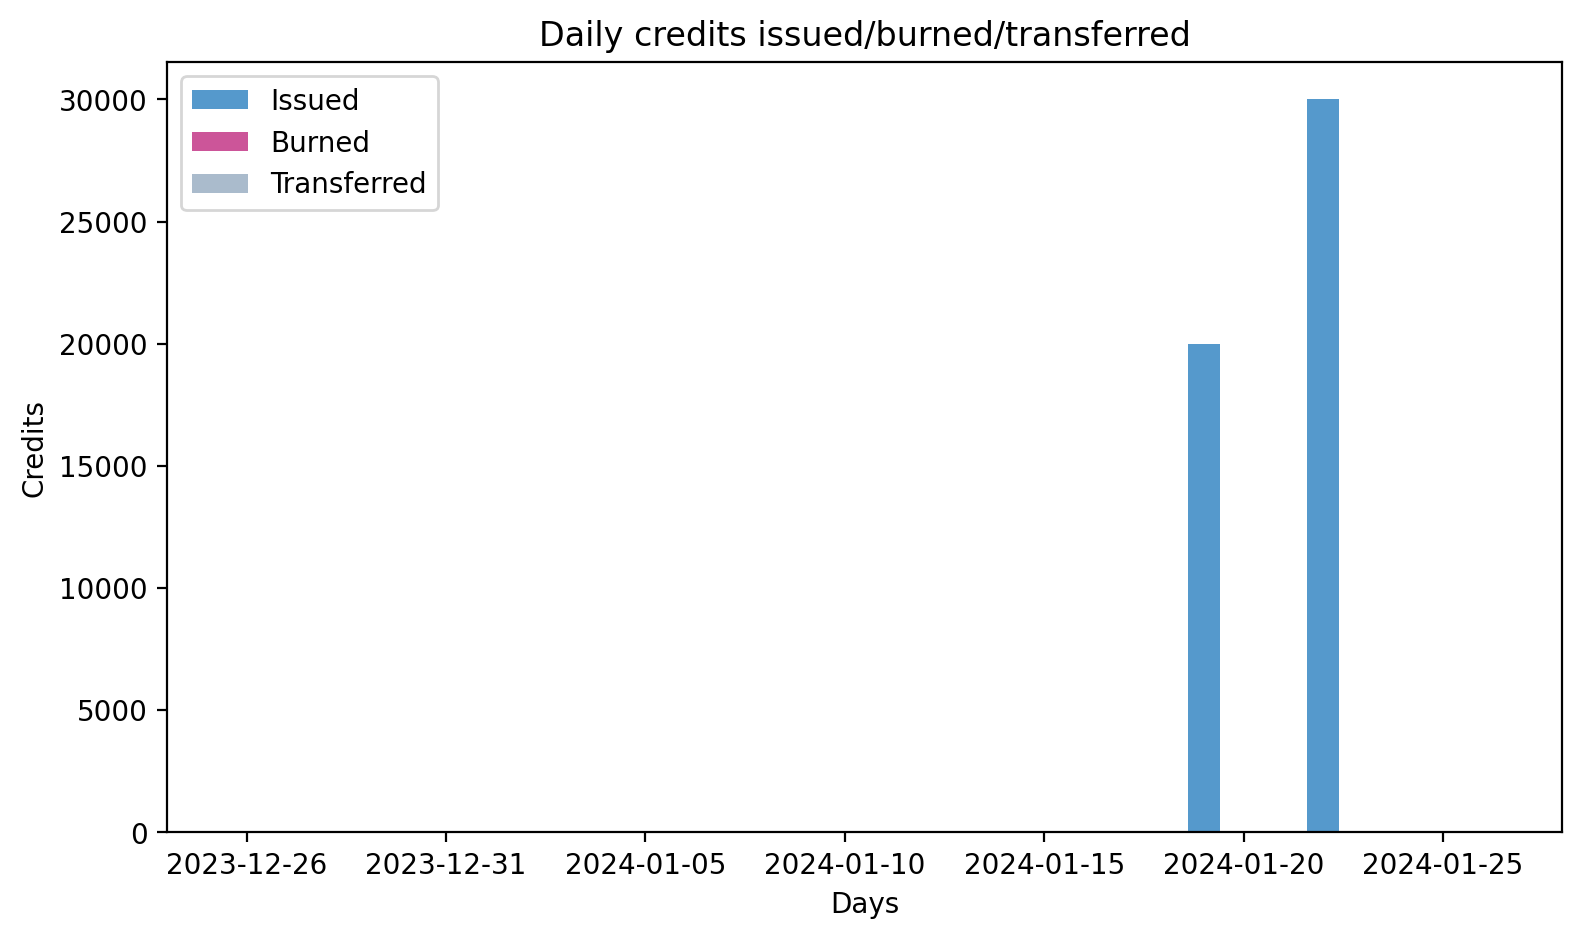 Daily credits issued/burned/transferred
Issued
Burned
Transferred
30000
25000
20000
15000
10000
5000
0
Credits
2023-12-26 2023-12-31 2024-01-05 2024-01-10 2024-01-15 2024-01-20 2024-01-25
Days